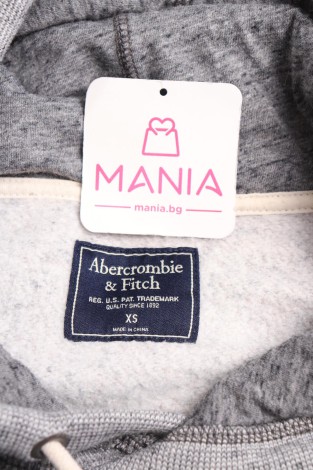 MANIA
mania.bg
Abercrombie
& Fitch
REG. U.S. PAT. TRADEMARK
QUALITY SINCE 1892
XS
MADE IN CHINA